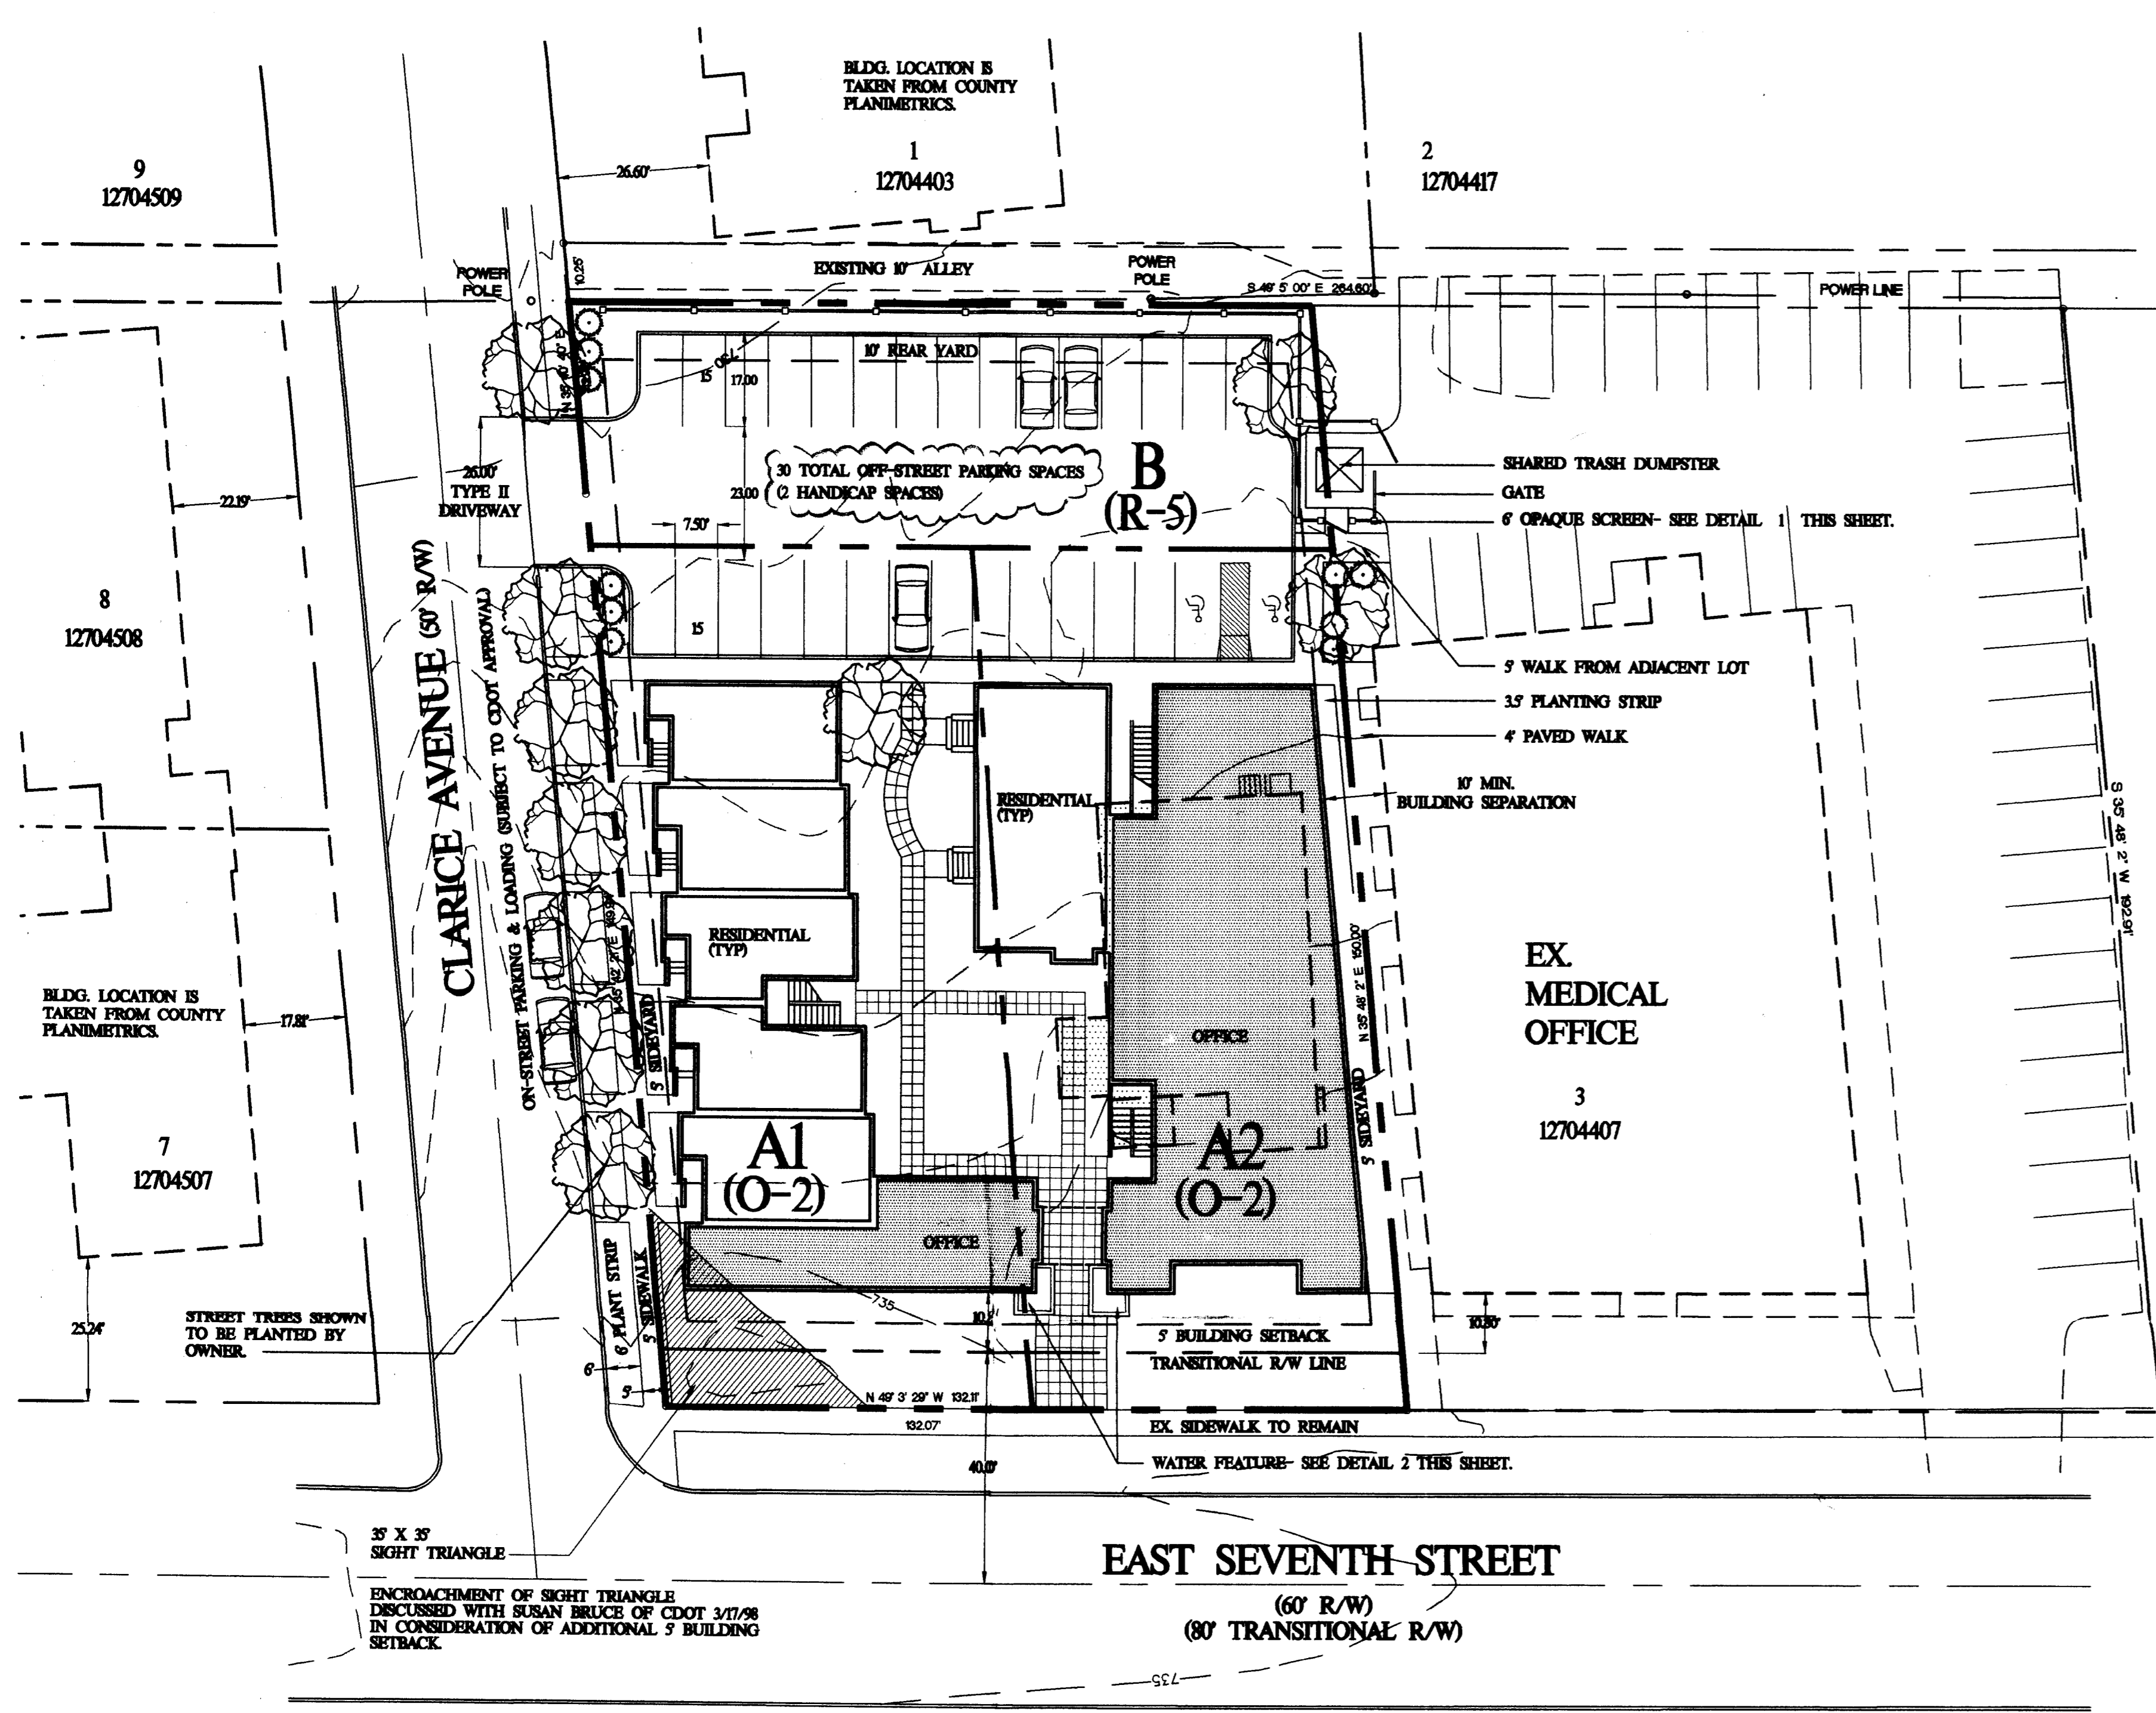 BLDG. LOCATION IS
TAKEN FROM COUNTY
PLANIMETRICS.
9
12704509
1
12704403
2
12704417
26.60'
10.25'
EXISTING 10' ALLEY
POWER
POLE
POWER
POLE
S 49° 5' 00" E 264.60'
POWER LINE
10' REAR YARD
730
15
17.00
26.00'
TYPE II
DRIVEWAY
30 TOTAL OFF-STREET PARKING SPACES
(2 HANDICAP SPACES)
23.00
7.50'
B
(R-5)
SHARED TRASH DUMPSTER
GATE
6' OPAQUE SCREEN- SEE DETAIL 1 THIS SHEET.
22.19'
8
12704508
15
5' WALK FROM ADJACENT LOT
3.5' PLANTING STRIP
4' PAVED WALK
10' MIN.
BUILDING SEPARATION
CLARICE AVENUE (50' R/W)
ON-STREET PARKING & LOADING (SUBJECT TO CDOT APPROVAL)
RESIDENTIAL
(TYP)
RESIDENTIAL
(TYP)
S 35° 48' 2" W 192.91'
N 35° 48' 2" E 150.00'
BLDG. LOCATION IS
TAKEN FROM COUNTY
PLANIMETRICS.
17.81'
5' SIDEYARD
OFFICE
5' SIDEYARD
EX.
MEDICAL
OFFICE
3
12704407
7
12704507
A1
(O-2)
A2
(O-2)
OFFICE
6' PLANT STRIP
5' SIDEWALK
735
25.24'
STREET TREES SHOWN
TO BE PLANTED BY
OWNER.
6'
5'
5' BUILDING SETBACK
TRANSITIONAL R/W LINE
10.50'
N 49° 3' 29" W 132.11'
132.07'
EX. SIDEWALK TO REMAIN
WATER FEATURE- SEE DETAIL 2 THIS SHEET.
40.0'
35' X 35'
SIGHT TRIANGLE
ENCROACHMENT OF SIGHT TRIANGLE
DISCUSSED WITH SUSAN BRUCE OF CDOT 3/17/98
IN CONSIDERATION OF ADDITIONAL 5' BUILDING
SETBACK.
EAST SEVENTH STREET
(60' R/W)
(80' TRANSITIONAL R/W)
735